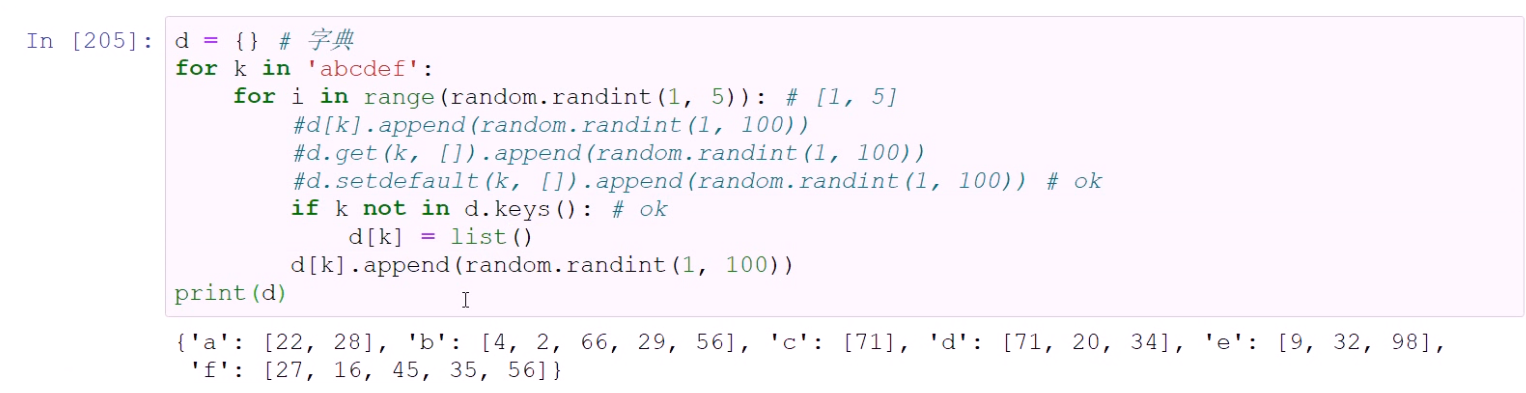 In [205]: d = {} # 字典
for k in 'abcdef':
    for i in range(random.randint(1, 5)): # [1, 5]
        #d[k].append(random.randint(1, 100))
        #d.get(k, []).append(random.randint(1, 100))
        #d.setdefault(k, []).append(random.randint(1, 100)) # ok
        if k not in d.keys(): # ok
            d[k] = list()
        d[k].append(random.randint(1, 100))
print(d)
{'a': [22, 28], 'b': [4, 2, 66, 29, 56], 'c': [71], 'd': [71, 20, 34], 'e': [9, 32, 98],
 'f': [27, 16, 45, 35, 56]}